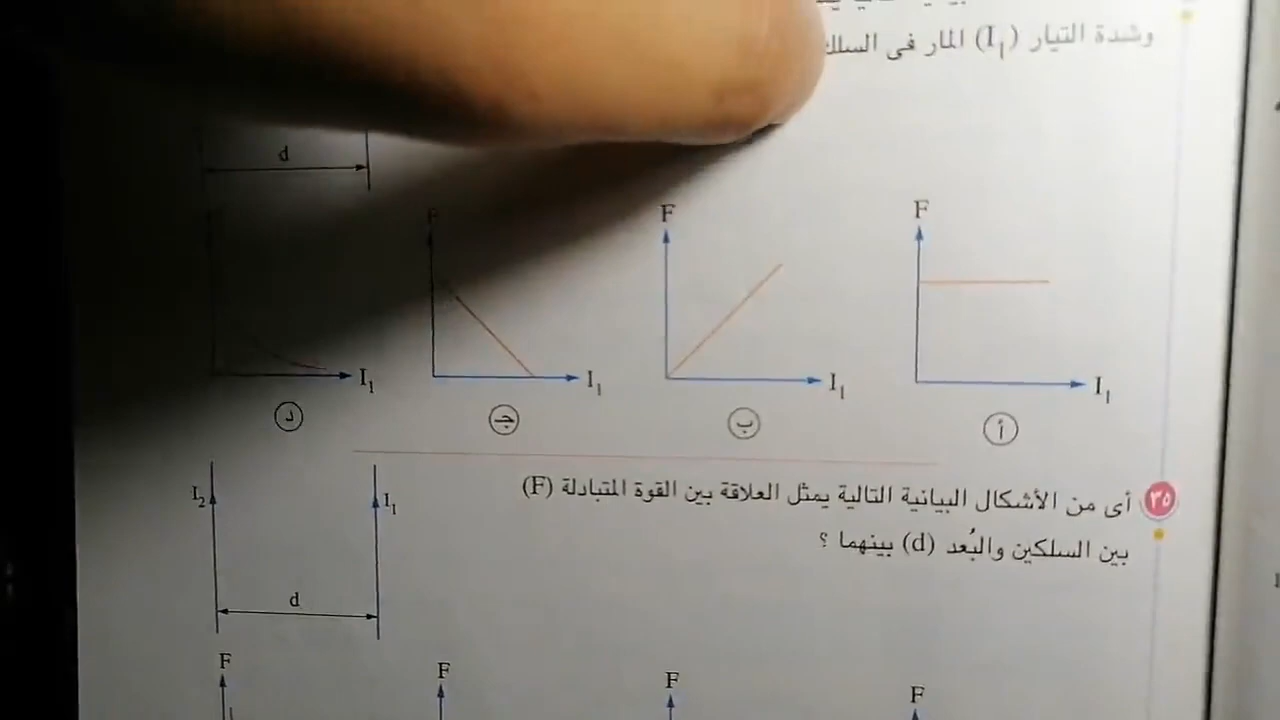 وشدة التيار (I₁) المار فى السلك
d
F
F
F
F
I₁
I₁
I₁
I₁
أ
ب
جـ
د
٣٥ أى من الأشكال البيانية التالية يمثل العلاقة بين القوة المتبادلة (F)
بين السلكين والبُعد (d) بينهما ؟
I₁
I₂
d
F
F
F
F